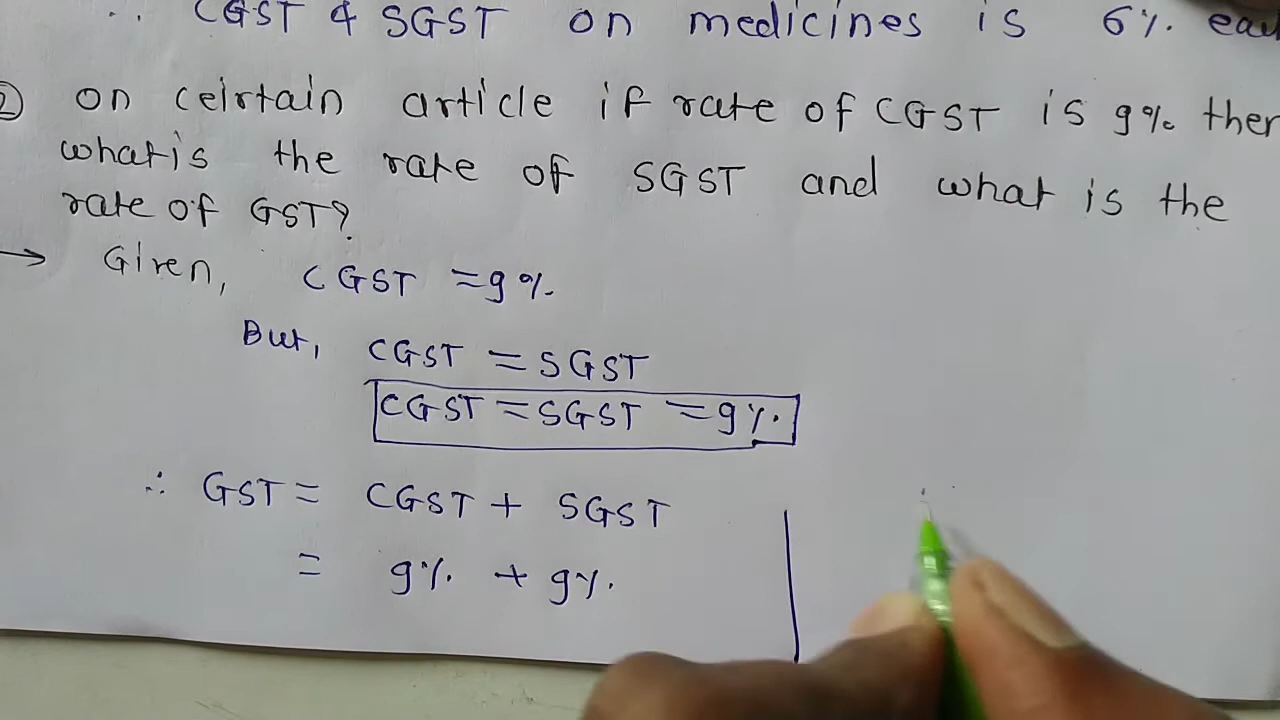 ∴ CGST & SGST on medicines is 6%.
2) on ceirtain article if rate of CGST is 9% then
what is the rate of SGST and what is the
rate of GST?
→ Given, CGST = 9%.
But, CGST = SGST
CGST = SGST = 9%.
∴ GST = CGST + SGST
= 9%. + 9%.